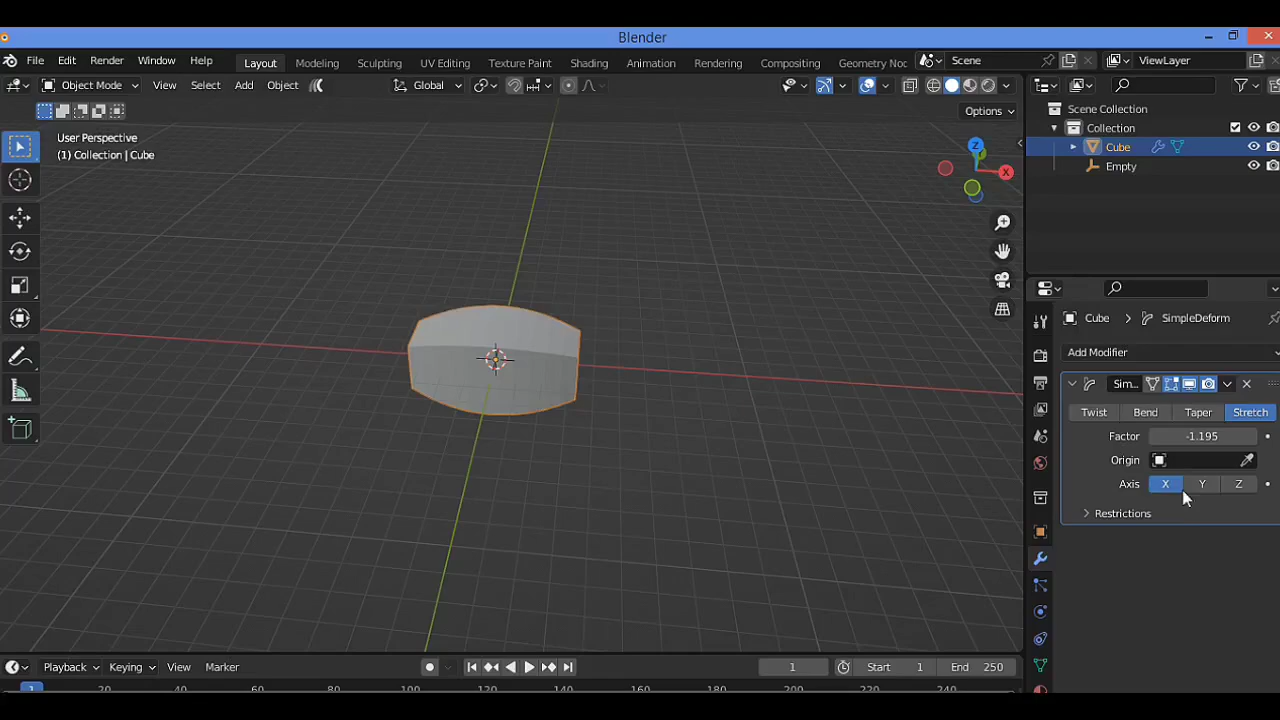 Blender
File Edit Render Window Help
Layout Modeling Sculpting UV Editing Texture Paint Shading Animation Rendering Compositing Geometry Noc
Scene
ViewLayer
Object Mode View Select Add Object
Global
Options
User Perspective
(1) Collection | Cube
Z
X
Scene Collection
Collection
Cube
Empty
Cube > SimpleDeform
Add Modifier
Sim...
Twist Bend Taper Stretch
Factor -1.195
Origin
Axis X Y Z
Restrictions
Playback Keying View Marker
1
Start 1 End 250
1 20 40 60 80 100 120 140 160 180 200 220 240